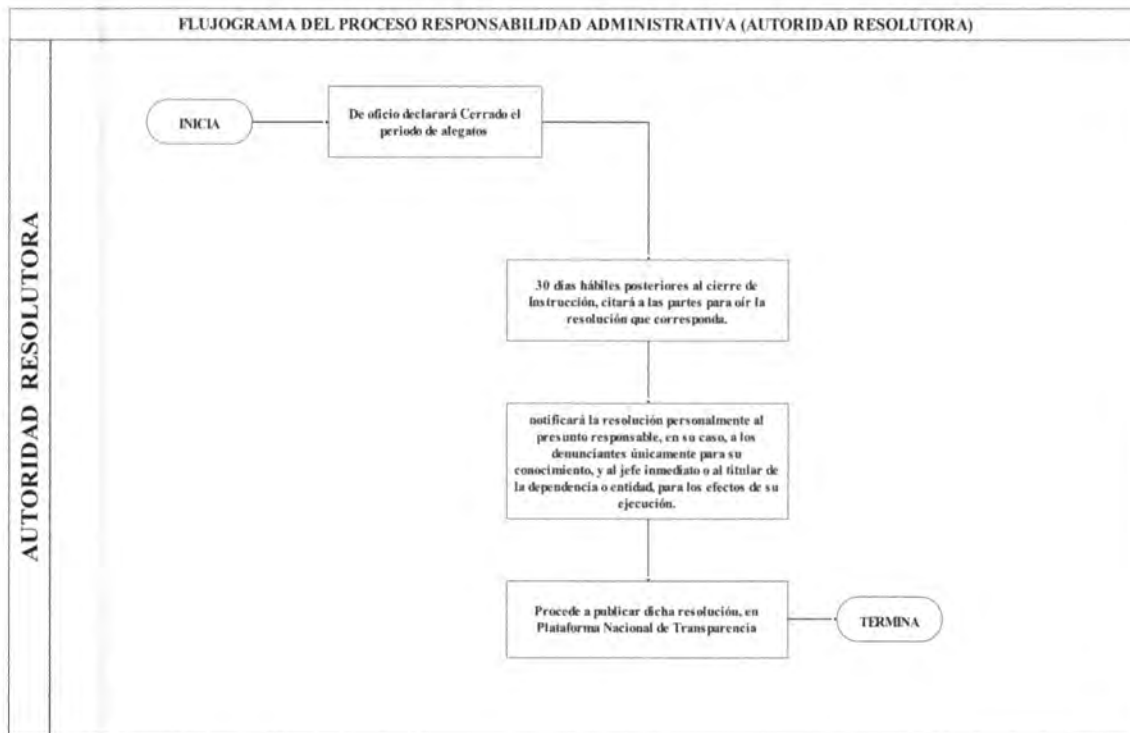 FLUJOGRAMA DEL PROCESO RESPONSABILIDAD ADMINISTRATIVA (AUTORIDAD RESOLUTORA)
AUTORIDAD RESOLUTORA
INICIA
De oficio declarará Cerrado el
periodo de alegatos
30 días hábiles posteriores al cierre de
Instrucción, citará a las partes para oír la
resolución que corresponda.
notificará la resolución personalmente al
presunto responsable, en su caso, a los
denunciantes únicamente para su
conocimiento, y al jefe inmediato o al titular de
la dependencia o entidad, para los efectos de su
ejecución.
Procede a publicar dicha resolución, en
Plataforma Nacional de Transparencia
TERMINA